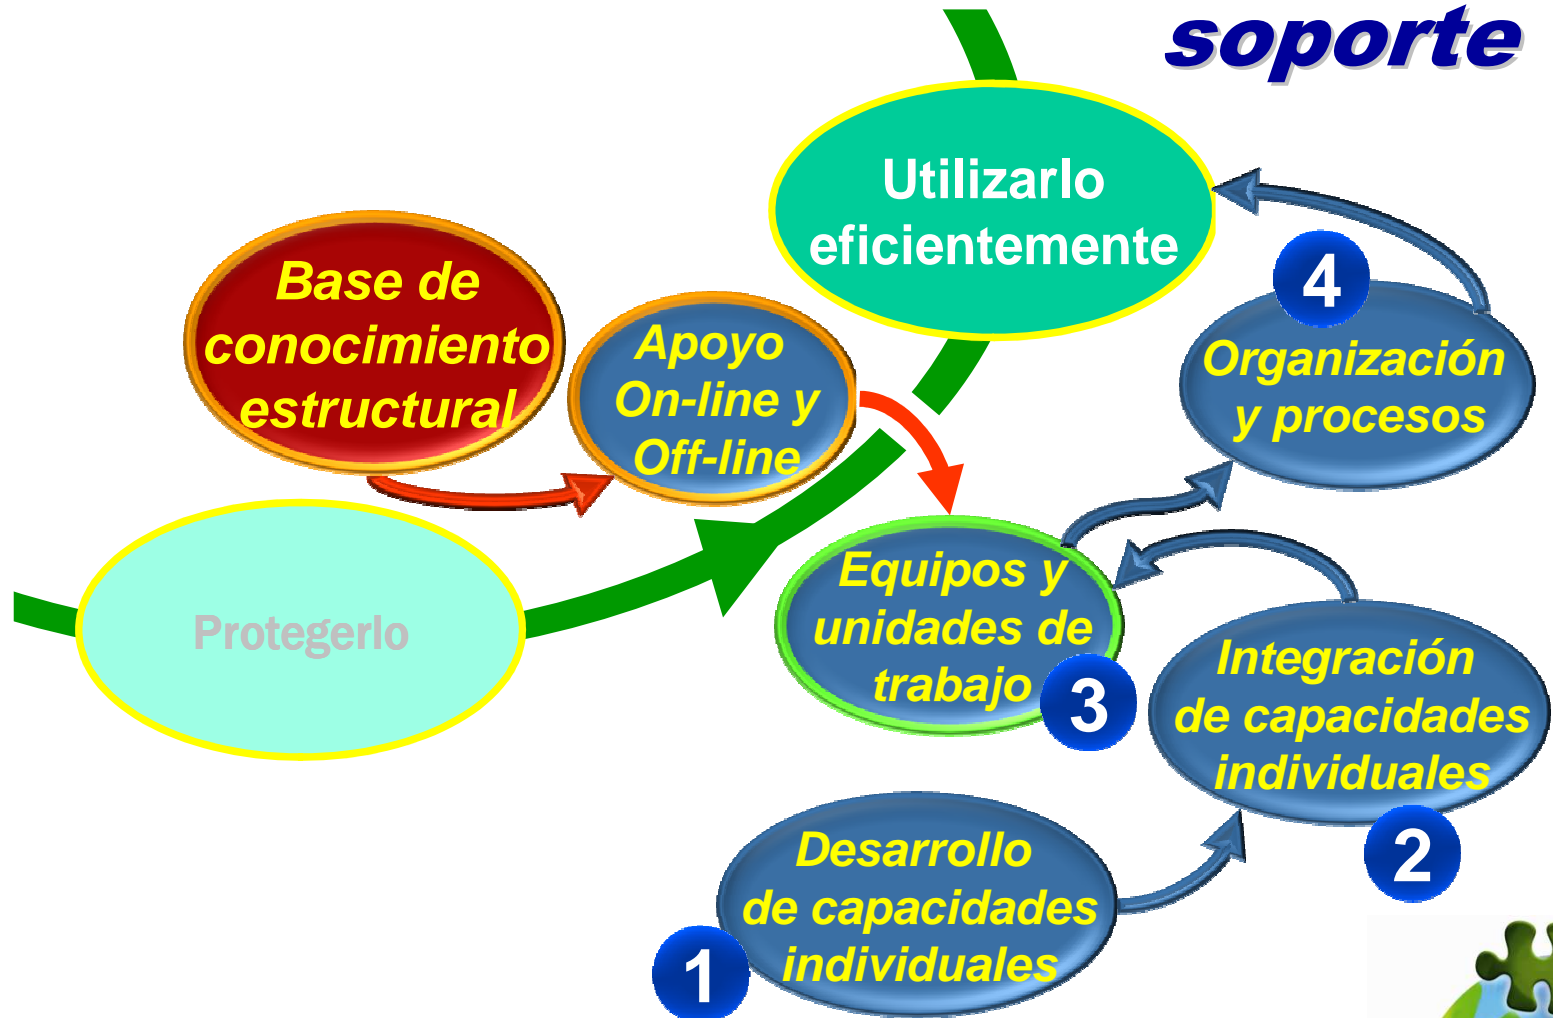 soporte
Utilizarlo
eficientemente
Base de
conocimiento
estructural
Apoyo
On-line y
Off-line
4
Organización
y procesos
Protegerlo
Equipos y
unidades de
trabajo
3
Integración
de capacidades
individuales
2
Desarrollo
de capacidades
individuales
1